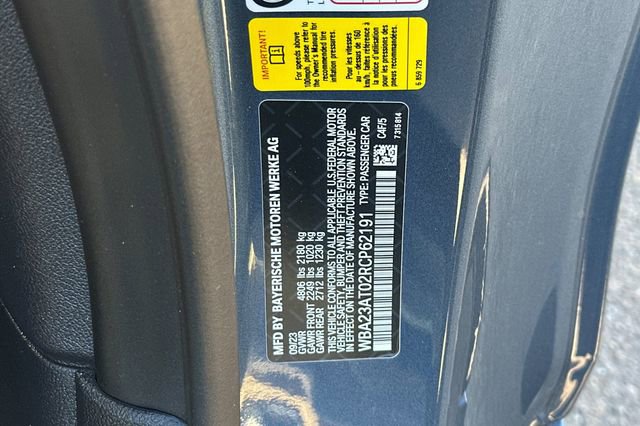 IMPORTANT!
For speeds above
100mph, please refer to
the Owner's Manual for
recommended tire
inflation pressures.
Pour les vitesses
au - dessus de 160
km/h, faites référence à
la notice d'utilisation
pour les pressions des
pneus recommandées.
6 859 729
MFD BY BAYERISCHE MOTOREN WERKE AG
09/23
GVWR 4806 lbs 2180 kg
GAWR FRONT 2249 lbs 1020 kg
GAWR REAR 2712 lbs 1230 kg
THIS VEHICLE CONFORMS TO ALL APPLICABLE U.S. FEDERAL MOTOR
VEHICLE SAFETY, BUMPER AND THEFT PREVENTION STANDARDS
IN EFFECT ON THE DATE OF MANUFACTURE SHOWN ABOVE.
WBA23AT02RCP62191 TYPE: PASSENGER CAR
C4F/5
7 315 814